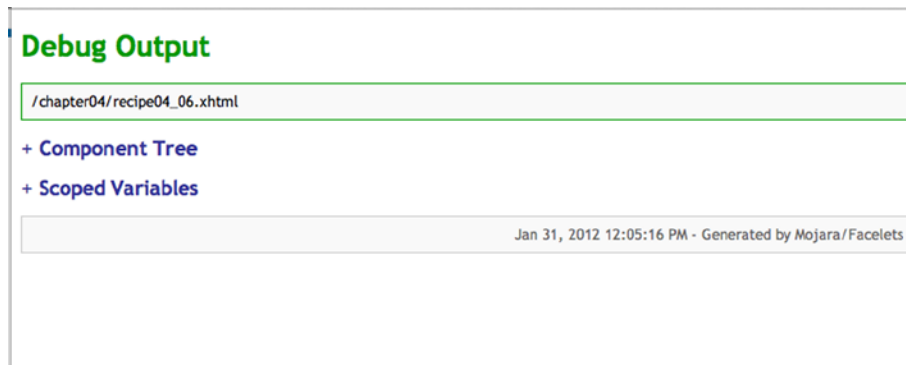 Debug Output
/chapter04/recipe04_06.xhtml
+ Component Tree
+ Scoped Variables
Jan 31, 2012 12:05:16 PM - Generated by Mojara/Facelets